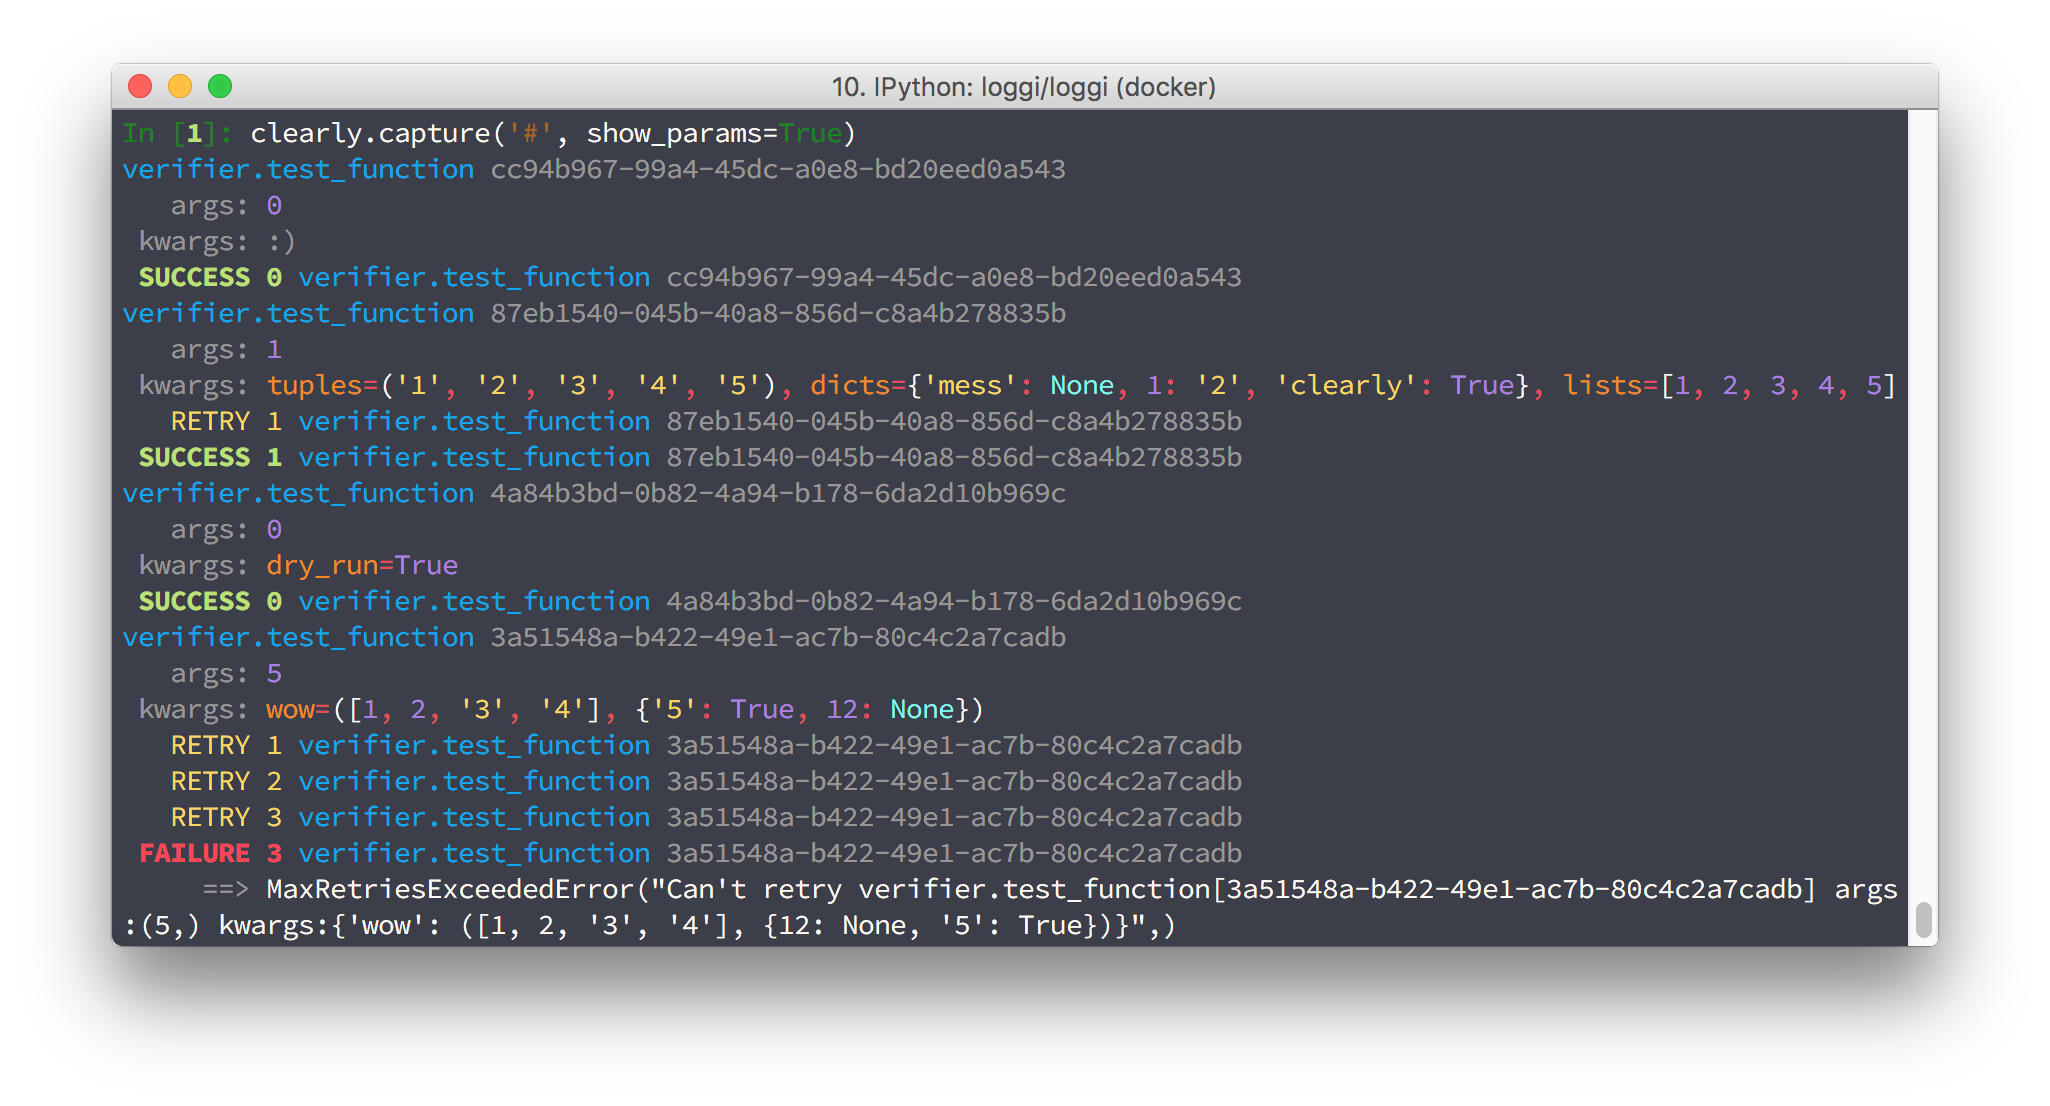 10. IPython: loggi/loggi (docker)
In [1]: clearly.capture('#', show_params=True)
verifier.test_function cc94b967-99a4-45dc-a0e8-bd20eed0a543
args: 0
kwargs: :)
SUCCESS 0 verifier.test_function cc94b967-99a4-45dc-a0e8-bd20eed0a543
verifier.test_function 87eb1540-045b-40a8-856d-c8a4b278835b
args: 1
kwargs: tuples=('1', '2', '3', '4', '5'), dicts={'mess': None, 1: '2', 'clearly': True}, lists=[1, 2, 3, 4, 5]
RETRY 1 verifier.test_function 87eb1540-045b-40a8-856d-c8a4b278835b
SUCCESS 1 verifier.test_function 87eb1540-045b-40a8-856d-c8a4b278835b
verifier.test_function 4a84b3bd-0b82-4a94-b178-6da2d10b969c
args: 0
kwargs: dry_run=True
SUCCESS 0 verifier.test_function 4a84b3bd-0b82-4a94-b178-6da2d10b969c
verifier.test_function 3a51548a-b422-49e1-ac7b-80c4c2a7cadb
args: 5
kwargs: wow=([1, 2, '3', '4'], {'5': True, 12: None})
RETRY 1 verifier.test_function 3a51548a-b422-49e1-ac7b-80c4c2a7cadb
RETRY 2 verifier.test_function 3a51548a-b422-49e1-ac7b-80c4c2a7cadb
RETRY 3 verifier.test_function 3a51548a-b422-49e1-ac7b-80c4c2a7cadb
FAILURE 3 verifier.test_function 3a51548a-b422-49e1-ac7b-80c4c2a7cadb
==> MaxRetriesExceededError("Can't retry verifier.test_function[3a51548a-b422-49e1-ac7b-80c4c2a7cadb] args
:(5,) kwargs:{'wow': ([1, 2, '3', '4'], {12: None, '5': True})}",)